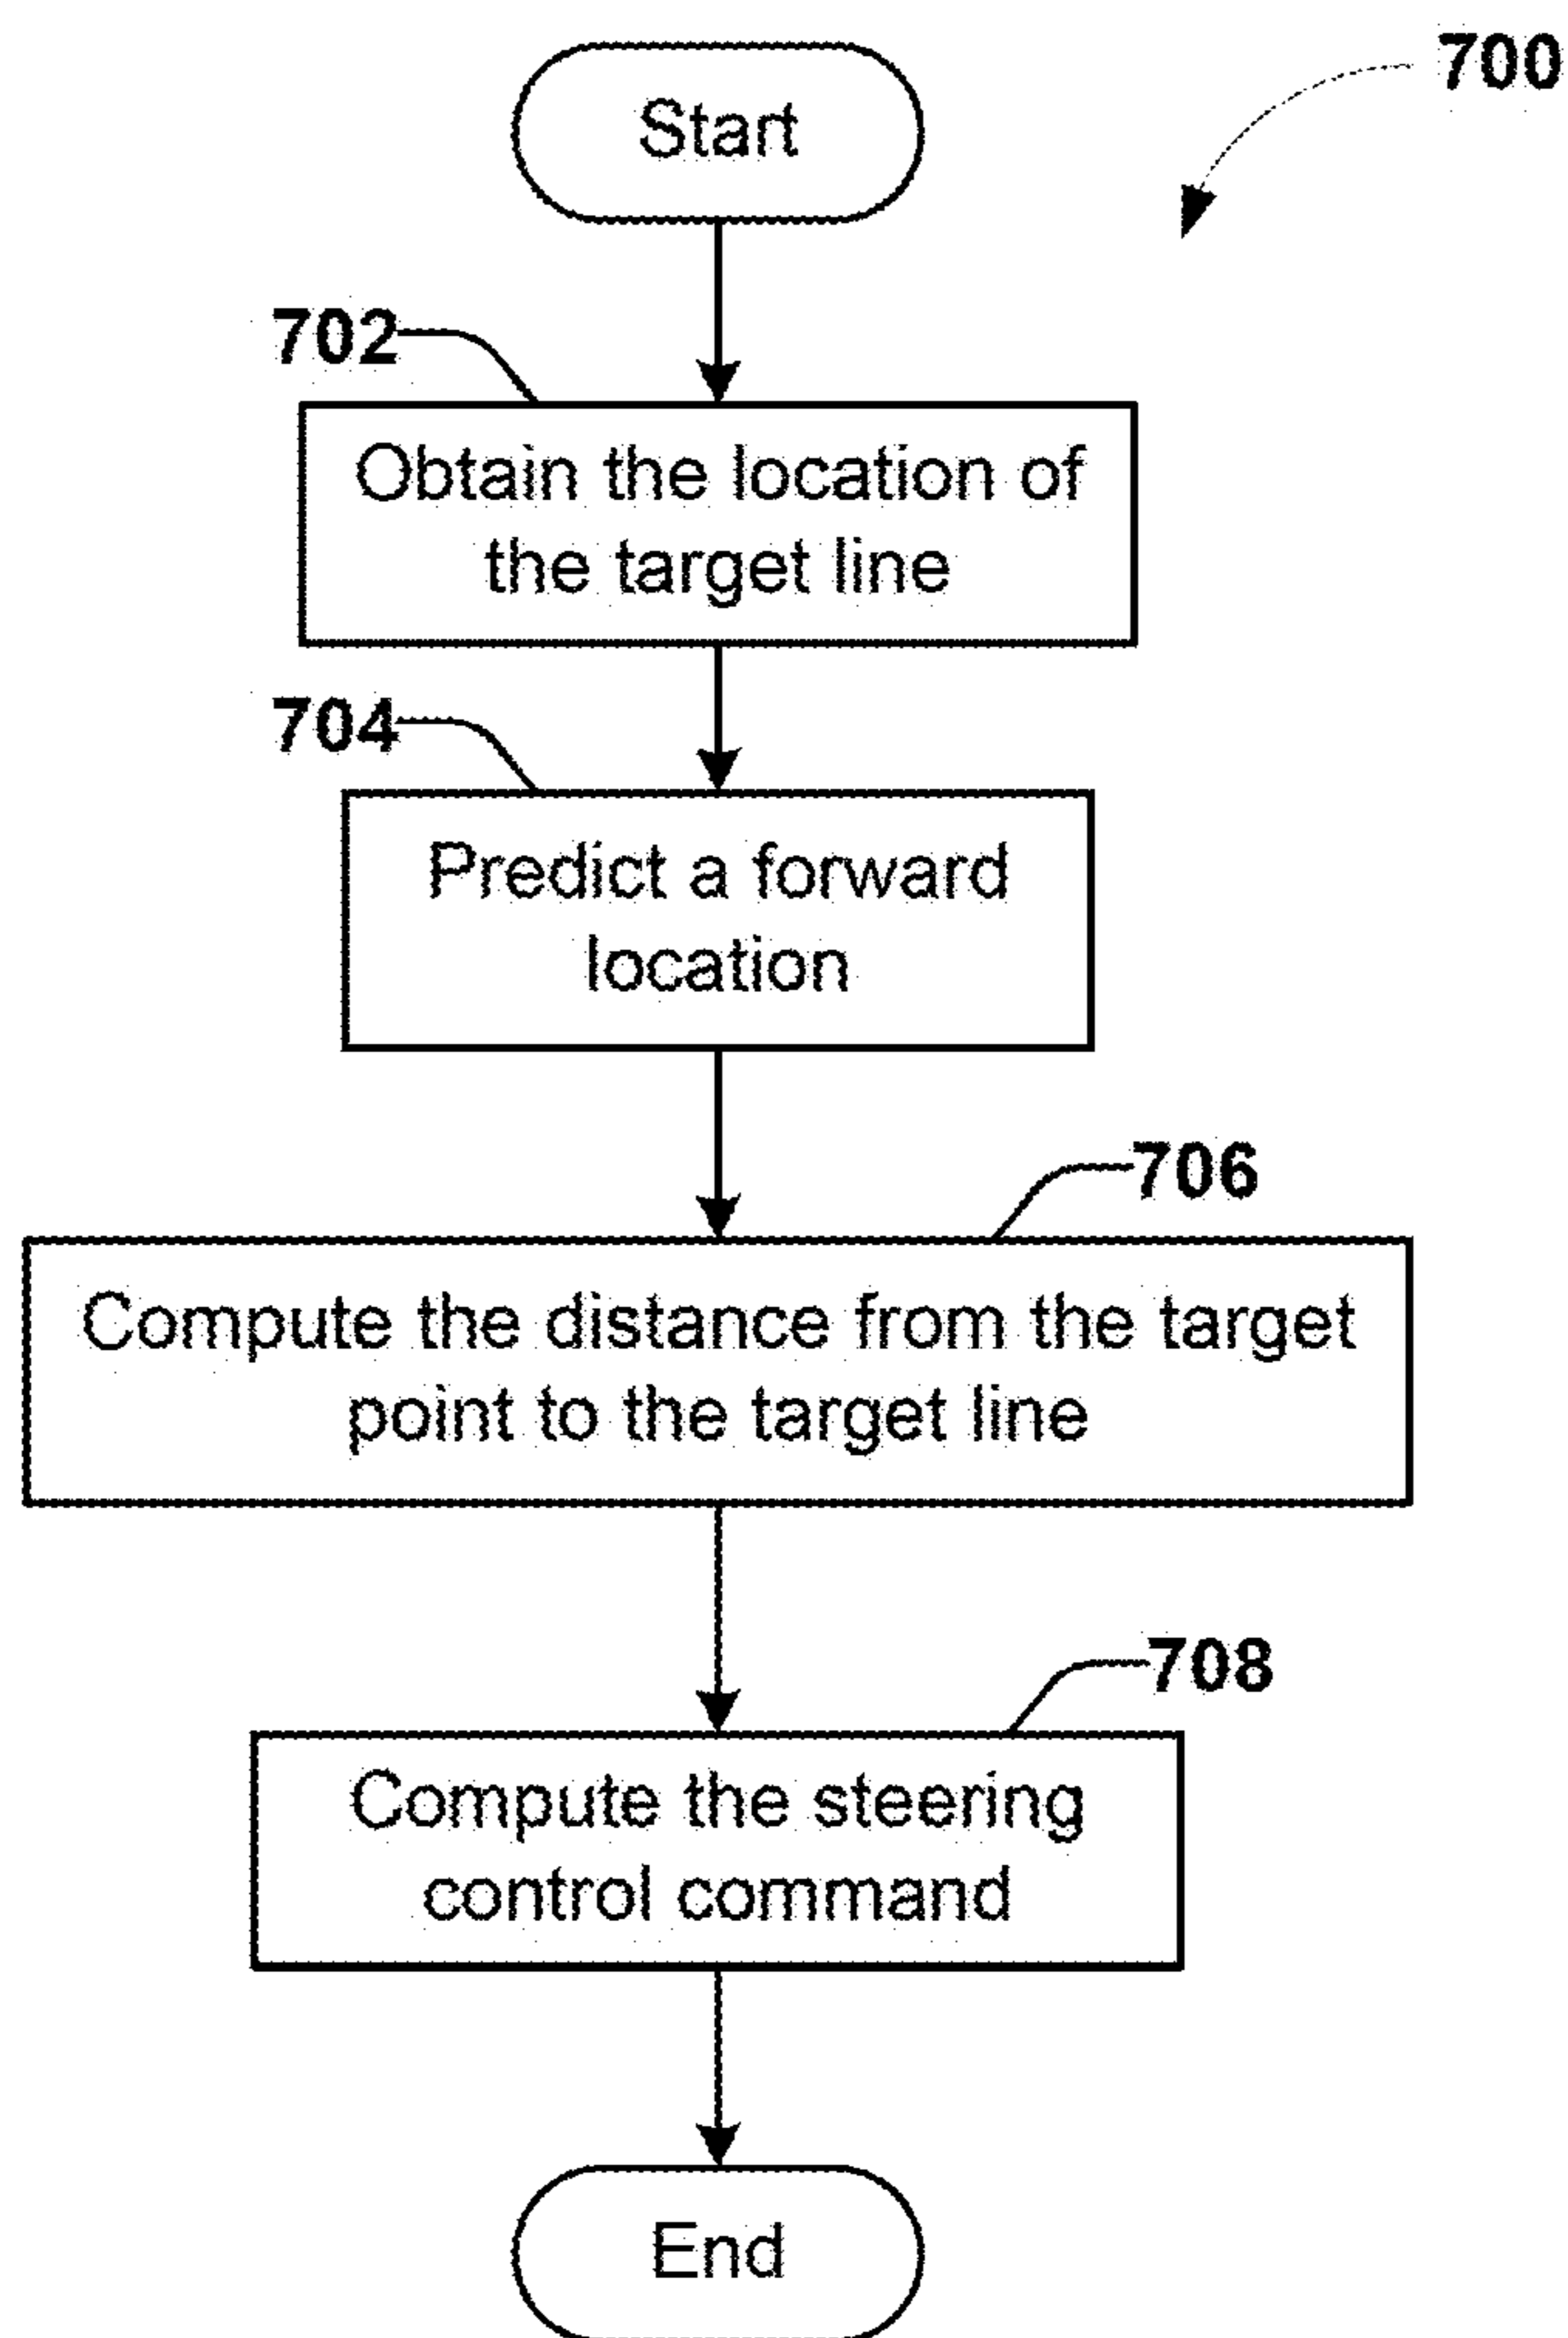 700
Start
702
Obtain the location of
the target line
704
Predict a forward
location
706
Compute the distance from the target
point to the target line
708
Compute the steering
control command
End